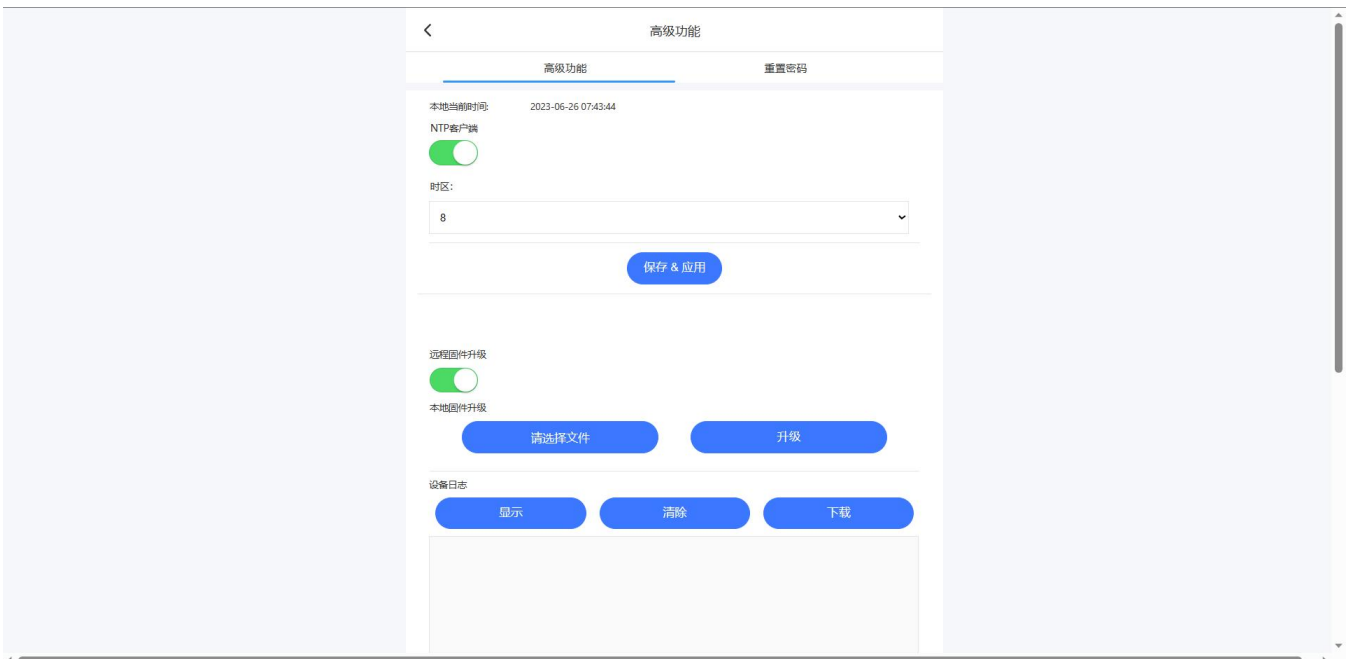 高级功能
高级功能 重置密码
本地当前时间: 2023-06-26 07:43:44
NTP客户端
时区:
8
保存 & 应用
远程固件升级
本地固件升级
请选择文件 升级
设备日志
显示 清除 下载